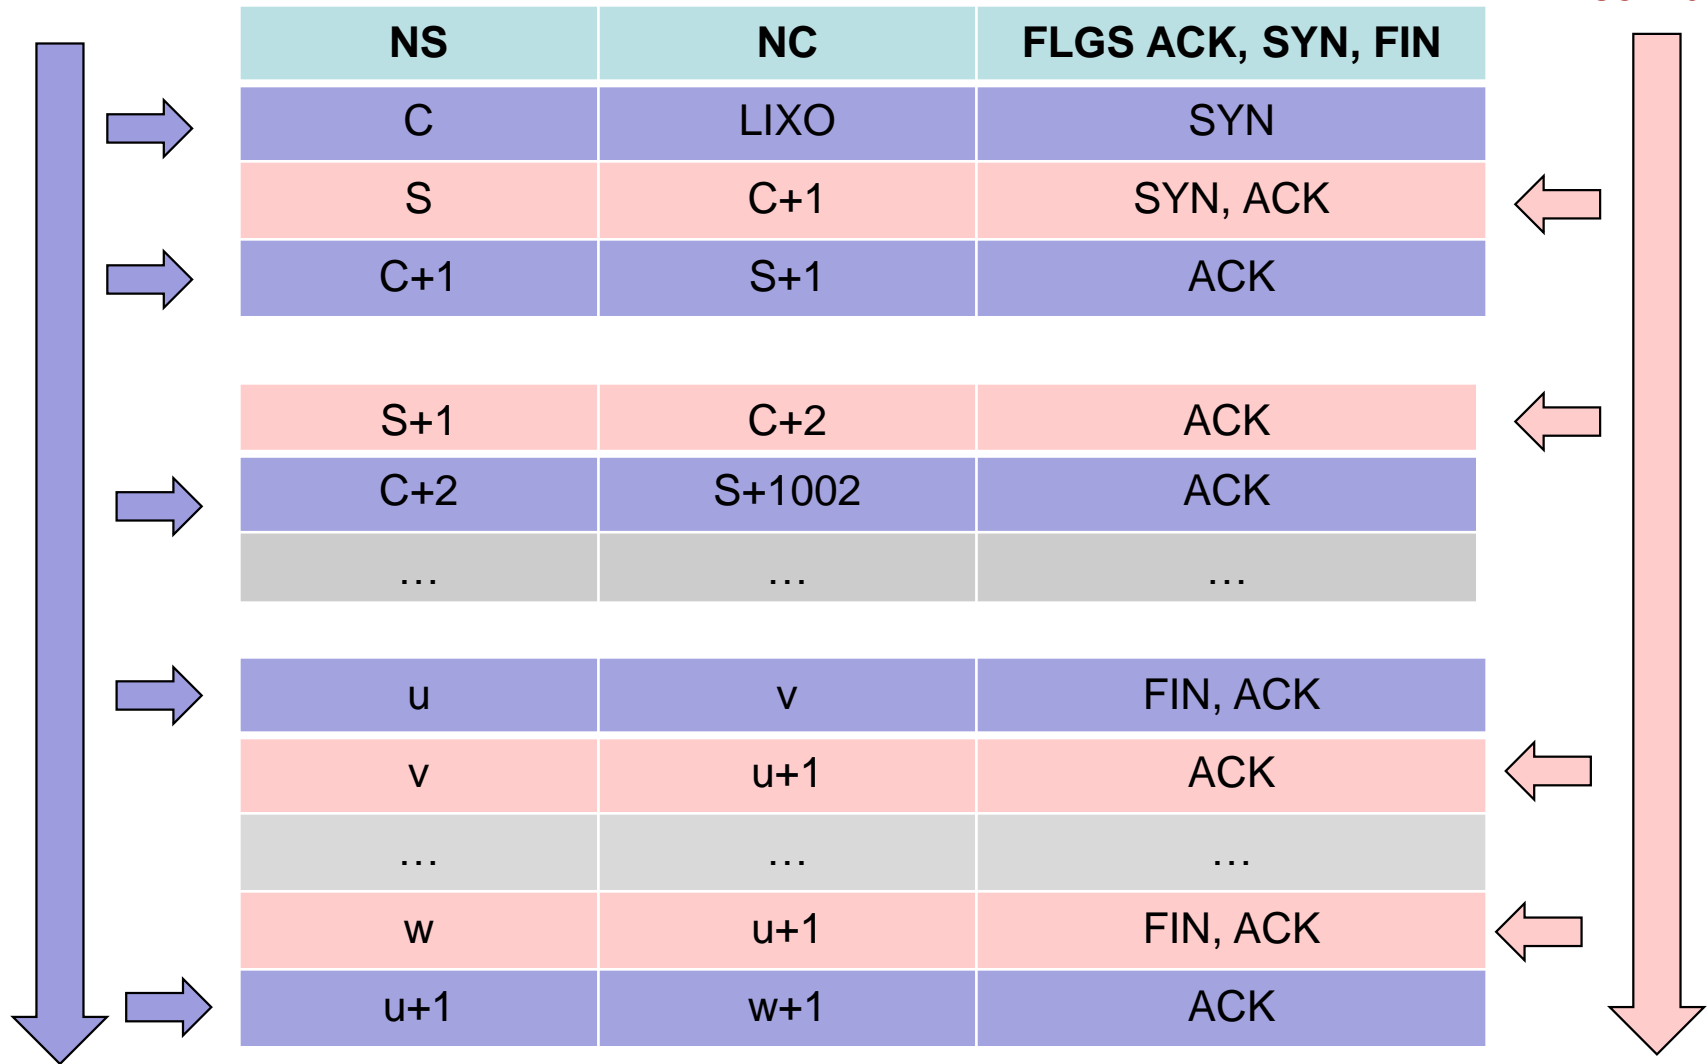 NS NC FLGS ACK, SYN, FIN
C LIXO SYN
S C+1 SYN, ACK
C+1 S+1 ACK
S+1 C+2 ACK
C+2 S+1002 ACK
… … …
u v FIN, ACK
v u+1 ACK
… … …
w u+1 FIN, ACK
u+1 w+1 ACK